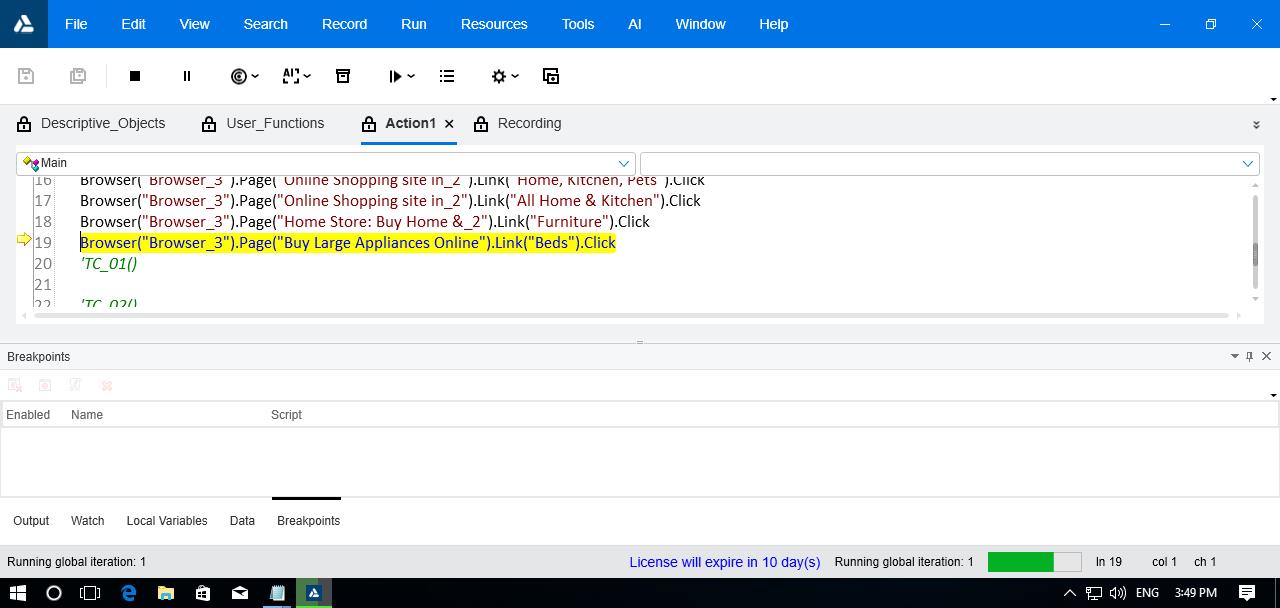 File Edit View Search Record Run Resources Tools AI Window Help
Descriptive_Objects User_Functions Action1 Recording
Main
16 Browser("Browser_3").Page("Online Shopping site in_2").Link("Home, Kitchen, Pets").Click
17 Browser("Browser_3").Page("Online Shopping site in_2").Link("All Home & Kitchen").Click
18 Browser("Browser_3").Page("Home Store: Buy Home &_2").Link("Furniture").Click
19 Browser("Browser_3").Page("Buy Large Appliances Online").Link("Beds").Click
20 'TC_01()
21
22 'TC_02()
Breakpoints
Enabled Name Script
Output Watch Local Variables Data Breakpoints
Running global iteration: 1 License will expire in 10 day(s) Running global iteration: 1 ln 19 col 1 ch 1
ENG 3:49 PM